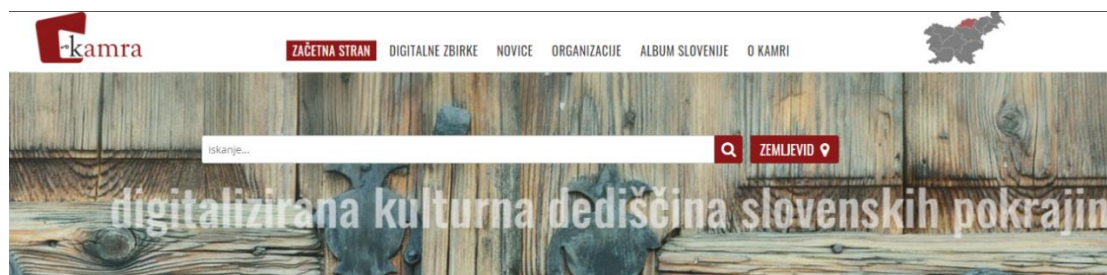 kamra
ZAČETNA STRAN DIGITALNE ZBIRKE NOVICE ORGANIZACIJE ALBUM SLOVENIJE O KAMRI
iskanje...
ZEMLJEVID
digitalizirana kulturna dediščina slovenskih pokrajin